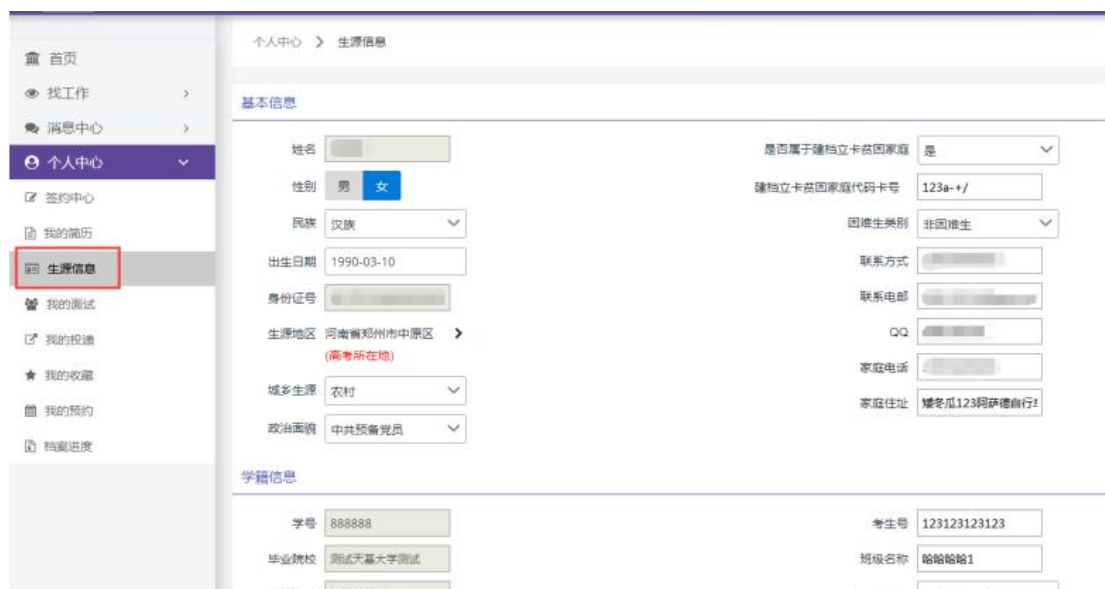 首页
找工作
消息中心
个人中心
签约中心
我的简历
生源信息
我的面试
我的投递
我的收藏
我的预约
档案进度
个人中心 > 生源信息
基本信息
姓名
性别 男 女
民族 汉族
出生日期 1990-03-10
身份证号
生源地区 河南省郑州市中原区
(高考所在地)
城乡生源 农村
政治面貌 中共预备党员
是否属于建档立卡贫困家庭 是
建档立卡贫困家庭代码卡号 123a-+/
困难生类别 非困难生
联系方式
联系电邮
QQ
家庭电话
家庭住址 矮冬瓜123阿萨德自行
学籍信息
学号 888888
毕业院校 测试天基大学测试
考生号 123123123123
班级名称 哈哈哈哈1